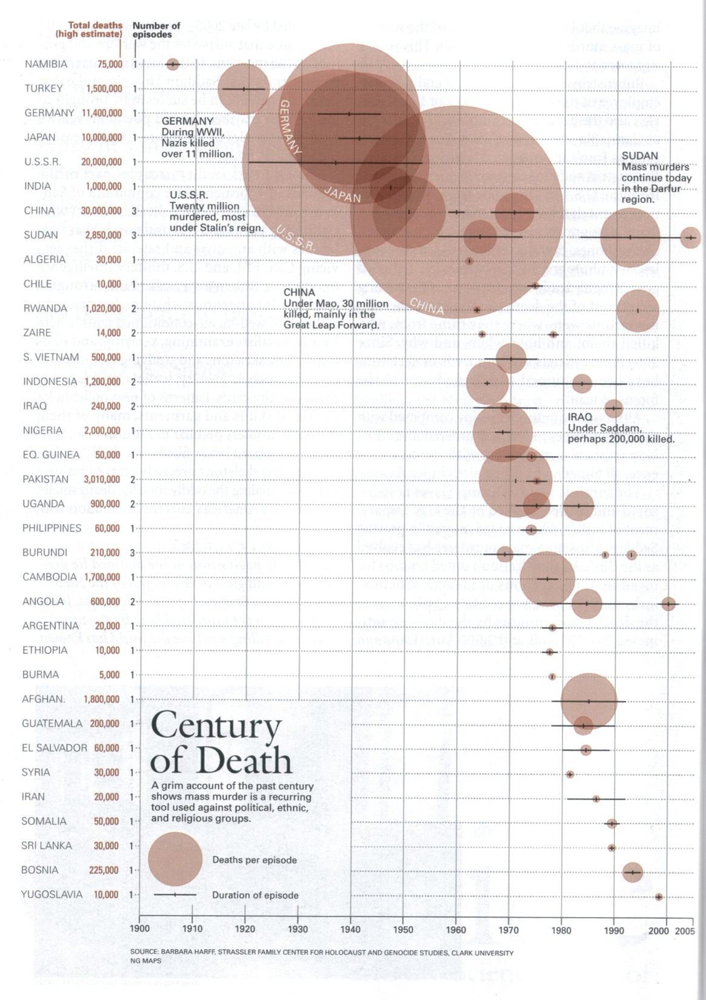 Total deaths
(high estimate)
Number of
episodes
NAMIBIA 75,000 1
TURKEY 1,500,000 1
GERMANY 11,400,000 1
JAPAN 10,000,000 1
U.S.S.R. 20,000,000 1
INDIA 1,000,000 1
CHINA 30,000,000 3
SUDAN 2,850,000 3
ALGERIA 30,000 1
CHILE 10,000 1
RWANDA 1,020,000 2
ZAIRE 14,000 2
S. VIETNAM 500,000 1
INDONESIA 1,200,000 2
IRAQ 240,000 2
NIGERIA 2,000,000 1
EQ. GUINEA 50,000 1
PAKISTAN 3,010,000 2
UGANDA 900,000 2
PHILIPPINES 60,000 1
BURUNDI 210,000 3
CAMBODIA 1,700,000 1
ANGOLA 600,000 2
ARGENTINA 20,000 1
ETHIOPIA 10,000 1
BURMA 5,000 1
AFGHAN. 1,800,000 1
GUATEMALA 200,000 1
EL SALVADOR 60,000 1
SYRIA 30,000 1
IRAN 20,000 1
SOMALIA 50,000 1
SRI LANKA 30,000 1
BOSNIA 225,000 1
YUGOSLAVIA 10,000 1
GERMANY
JAPAN
U.S.S.R.
CHINA
GERMANY
During WWII,
Nazis killed
over 11 million.
U.S.S.R.
Twenty million
murdered, most
under Stalin's reign.
CHINA
Under Mao, 30 million
killed, mainly in the
Great Leap Forward.
SUDAN
Mass murders
continue today
in the Darfur
region.
IRAQ
Under Saddam,
perhaps 200,000 killed.
Century
of Death
A grim account of the past century
shows mass murder is a recurring
tool used against political, ethnic,
and religious groups.
Deaths per episode
Duration of episode
1900 1910 1920 1930 1940 1950 1960 1970 1980 1990 2000 2005
SOURCE: BARBARA HARFF, STRASSLER FAMILY CENTER FOR HOLOCAUST AND GENOCIDE STUDIES, CLARK UNIVERSITY
NG MAPS